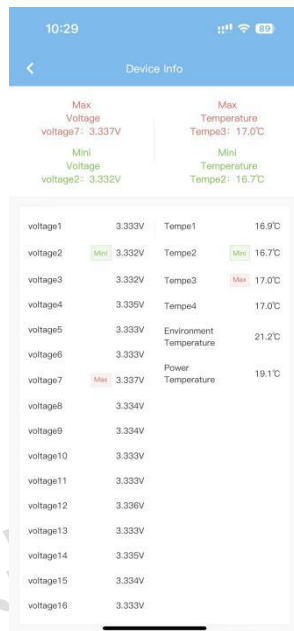 10:29
89
Device Info
Max
Voltage
voltage7: 3.337V
Max
Temperature
Tempe3: 17.0℃
Mini
Voltage
voltage2: 3.332V
Mini
Temperature
Tempe2: 16.7℃
voltage1 3.333V Tempe1 16.9℃
voltage2 Mini 3.332V Tempe2 Mini 16.7℃
voltage3 3.332V Tempe3 Max 17.0℃
voltage4 3.335V Tempe4 17.0℃
voltage5 3.333V Environment Temperature 21.2℃
voltage6 3.333V
voltage7 Max 3.337V Power Temperature 19.1℃
voltage8 3.334V
voltage9 3.334V
voltage10 3.333V
voltage11 3.333V
voltage12 3.336V
voltage13 3.333V
voltage14 3.335V
voltage15 3.334V
voltage16 3.333V